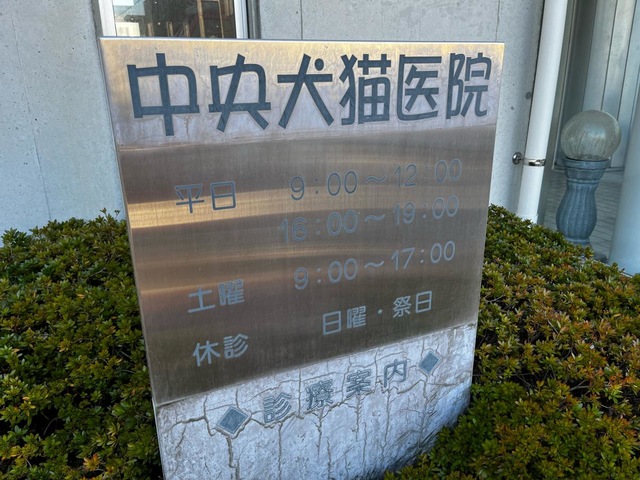 中央犬猫医院
平日 9:00～12:00
18:00～19:00
土曜 9:00～17:00
休診 日曜・祭日
◆診療案内◆